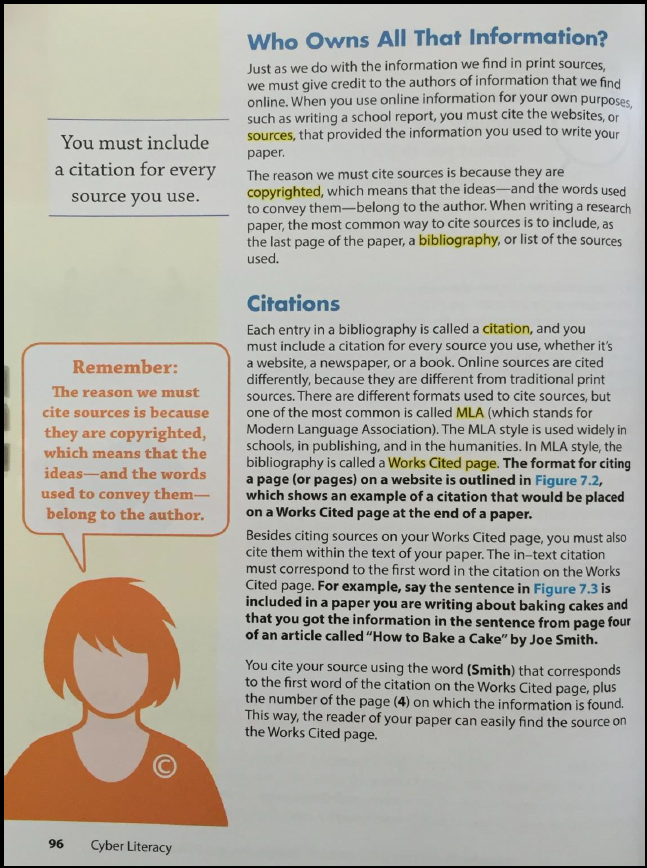 Who Owns All That Information?
Just as we do with the information we find in print sources,
we must give credit to the authors of information that we find
online. When you use online information for your own purposes,
such as writing a school report, you must cite the websites, or
sources, that provided the information you used to write your
paper.
The reason we must cite sources is because they are
copyrighted, which means that the ideas—and the words used
to convey them—belong to the author. When writing a research
paper, the most common way to cite sources is to include, as
the last page of the paper, a bibliography, or list of the sources
used.
You must include
a citation for every
source you use.
Citations
Each entry in a bibliography is called a citation, and you
must include a citation for every source you use, whether it's
a website, a newspaper, or a book. Online sources are cited
differently, because they are different from traditional print
sources. There are different formats used to cite sources, but
one of the most common is called MLA (which stands for
Modern Language Association). The MLA style is used widely in
schools, in publishing, and in the humanities. In MLA style, the
bibliography is called a Works Cited page. The format for citing
a page (or pages) on a website is outlined in Figure 7.2,
which shows an example of a citation that would be placed
on a Works Cited page at the end of a paper.
Besides citing sources on your Works Cited page, you must also
cite them within the text of your paper. The in–text citation
must correspond to the first word in the citation on the Works
Cited page. For example, say the sentence in Figure 7.3 is
included in a paper you are writing about baking cakes and
that you got the information in the sentence from page four
of an article called "How to Bake a Cake" by Joe Smith.
You cite your source using the word (Smith) that corresponds
to the first word of the citation on the Works Cited page, plus
the number of the page (4) on which the information is found.
This way, the reader of your paper can easily find the source on
the Works Cited page.
Remember:
The reason we must
cite sources is because
they are copyrighted,
which means that the
ideas—and the words
used to convey them—
belong to the author.
©
96 Cyber Literacy